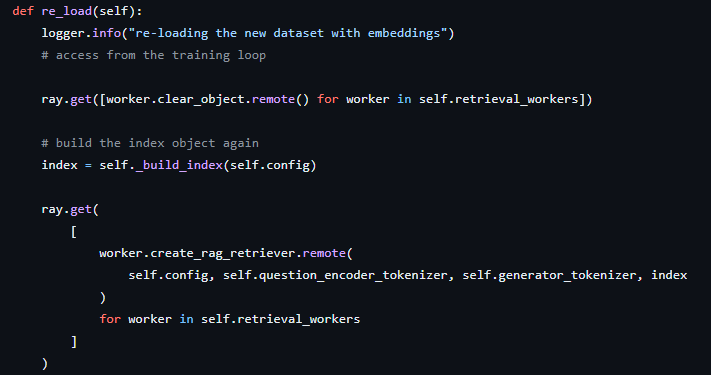 def re_load(self):
    logger.info("re-loading the new dataset with embeddings")
    # access from the training loop

    ray.get([worker.clear_object.remote() for worker in self.retrieval_workers])

    # build the index object again
    index = self._build_index(self.config)

    ray.get(
        [
            worker.create_rag_retriever.remote(
                self.config, self.question_encoder_tokenizer, self.generator_tokenizer, index
            )
            for worker in self.retrieval_workers
        ]
    )